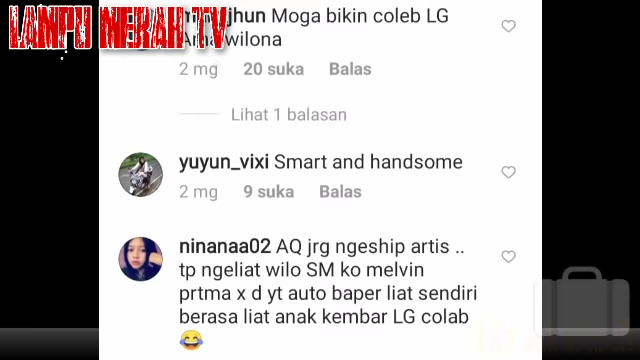 LANPU MERAH TV
jhun Moga bikin coleb LG
wilona
2 mg 20 suka Balas
Lihat 1 balasan
yuyun_vixi Smart and handsome
2 mg 9 suka Balas
ninanaa02 AQ jrg ngeship artis ..
tp ngeliat wilo SM ko melvin
prtma x d yt auto baper liat sendiri
berasa liat anak kembar LG colab
😂